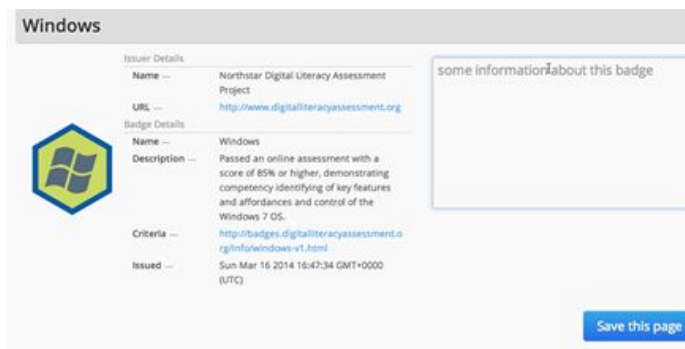 Windows
Issuer Details
Name —
Northstar Digital Literacy Assessment
Project
URL —
http://www.digitalliteracyassessment.org
Badge Details
Name —
Windows
Description —
Passed an online assessment with a
score of 85% or higher, demonstrating
competency identifying of key features
and affordances and control of the
Windows 7 OS.
Criteria —
http://badges.digitalliteracyassessment.o
rg/info/windows-v1.html
Issued —
Sun Mar 16 2014 16:47:34 GMT+0000
(UTC)
some information about this badge
Save this page